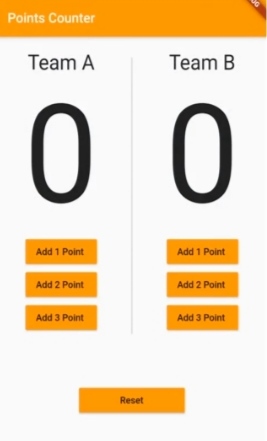 Points Counter
Team A
0
Add 1 Point
Add 2 Point
Add 3 Point
Team B
0
Add 1 Point
Add 2 Point
Add 3 Point
Reset